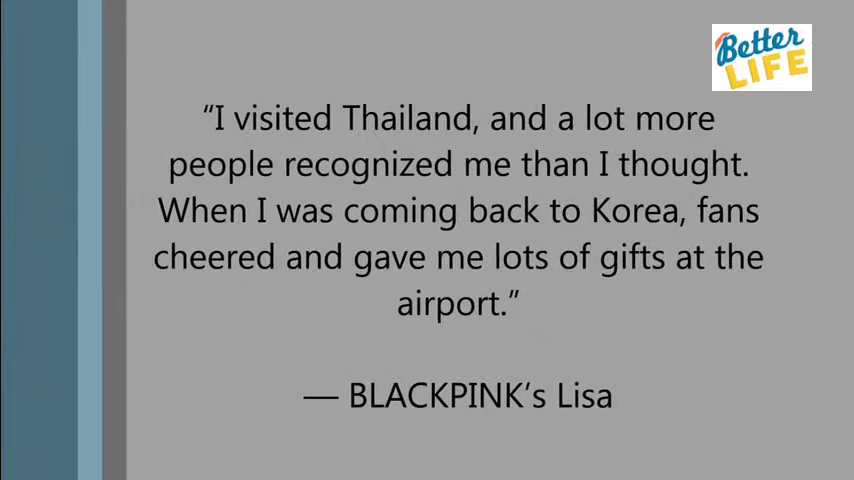 Better
LIFE
“I visited Thailand, and a lot more
people recognized me than I thought.
When I was coming back to Korea, fans
cheered and gave me lots of gifts at the
airport.”
— BLACKPINK’s Lisa